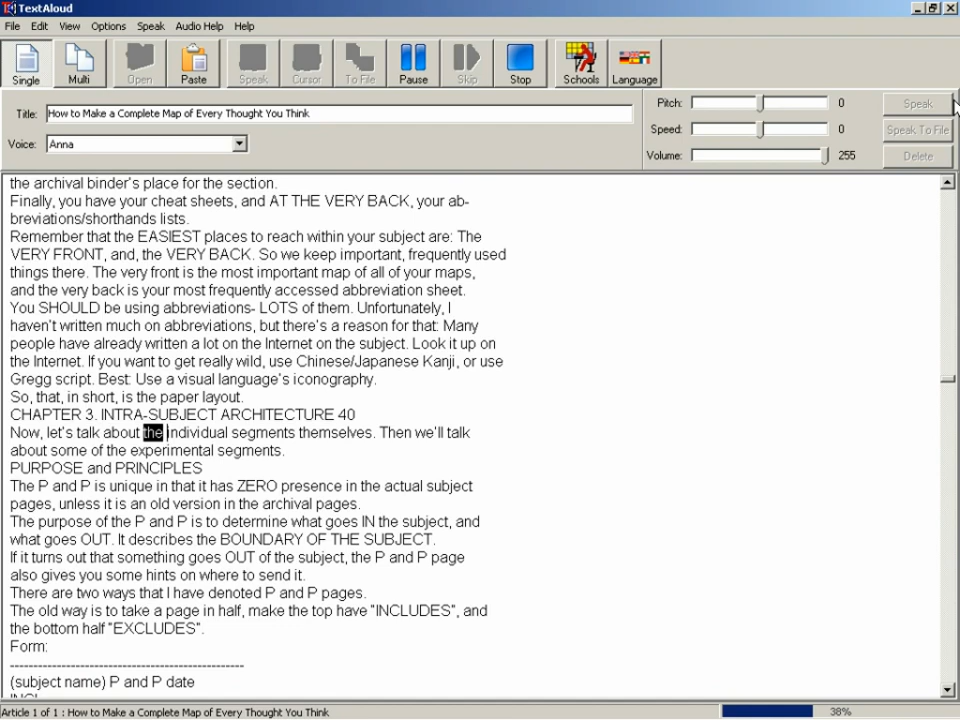 TextAloud
File Edit View Options Speak Audio Help Help
Single Multi Open Paste Speak Cursor To File Pause Skip Stop Schools Language
Title: How to Make a Complete Map of Every Thought You Think
Voice: Anna
Pitch: 0 Speak
Speed: 0 Speak To File
Volume: 255 Delete
the archival binder's place for the section.
Finally, you have your cheat sheets, and AT THE VERY BACK, your ab-
breviations/shorthands lists.
Remember that the EASIEST places to reach within your subject are: The
VERY FRONT, and, the VERY BACK. So we keep important, frequently used
things there. The very front is the most important map of all of your maps,
and the very back is your most frequently accessed abbreviation sheet.
You SHOULD be using abbreviations- LOTS of them. Unfortunately, I
haven't written much on abbreviations, but there's a reason for that: Many
people have already written a lot on the Internet on the subject. Look it up on
the Internet. If you want to get really wild, use Chinese/Japanese Kanji, or use
Gregg script. Best: Use a visual language's iconography.
So, that, in short, is the paper layout.
CHAPTER 3. INTRA-SUBJECT ARCHITECTURE 40
Now, let's talk about the individual segments themselves. Then we'll talk
about some of the experimental segments.
PURPOSE and PRINCIPLES
The P and P is unique in that it has ZERO presence in the actual subject
pages, unless it is an old version in the archival pages.
The purpose of the P and P is to determine what goes IN the subject, and
what goes OUT. It describes the BOUNDARY OF THE SUBJECT.
If it turns out that something goes OUT of the subject, the P and P page
also gives you some hints on where to send it.
There are two ways that I have denoted P and P pages.
The old way is to take a page in half, make the top have "INCLUDES", and
the bottom half "EXCLUDES".
Form:
--------------------------------------------------
(subject name) P and P date
Article 1 of 1 : How to Make a Complete Map of Every Thought You Think 38%